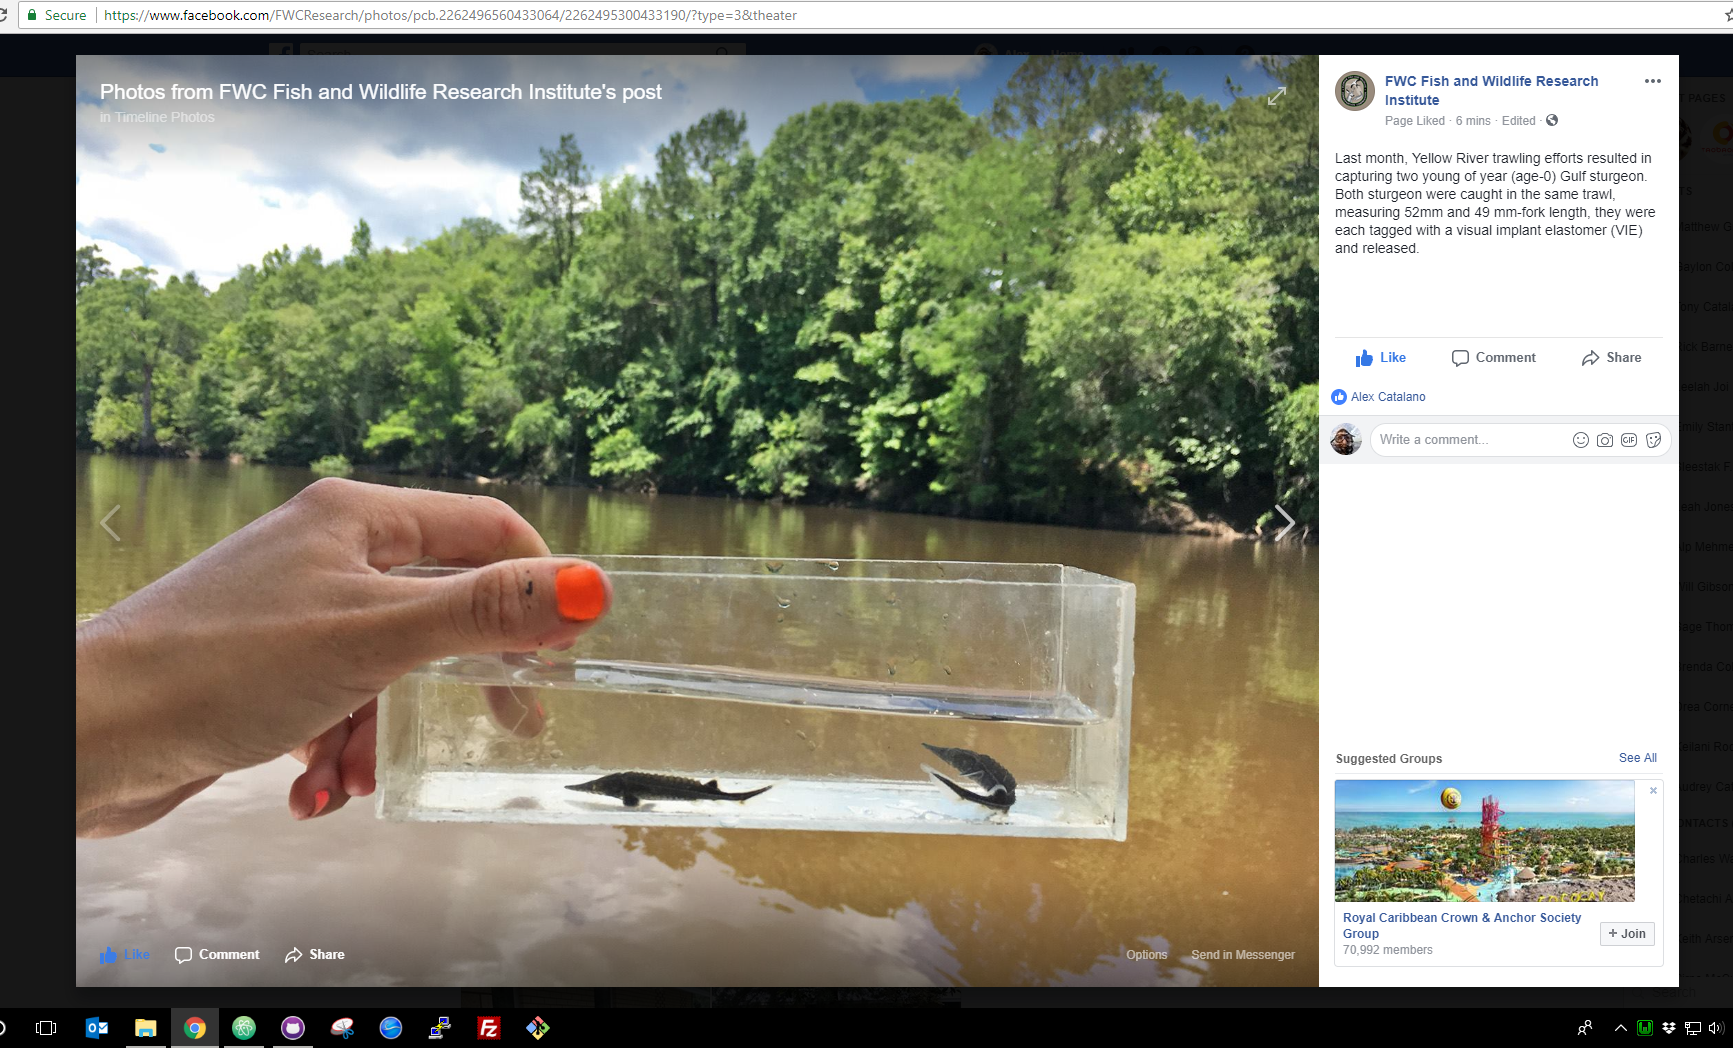 Secure
https://www.facebook.com/FWCResearch/photos/pcb.2262496560433064/2262495300433190/?type=3&theater
Photos from FWC Fish and Wildlife Research Institute's post
in Timeline Photos
Like
Comment
Share
Options
Send in Messenger
FWC Fish and Wildlife Research
Institute
Page Liked · 6 mins · Edited ·
Last month, Yellow River trawling efforts resulted in
capturing two young of year (age-0) Gulf sturgeon.
Both sturgeon were caught in the same trawl,
measuring 52mm and 49 mm-fork length, they were
each tagged with a visual implant elastomer (VIE)
and released.
Like
Comment
Share
Alex Catalano
Write a comment...
GIF
Suggested Groups
See All
Royal Caribbean Crown & Anchor Society
Group
70,992 members
+ Join